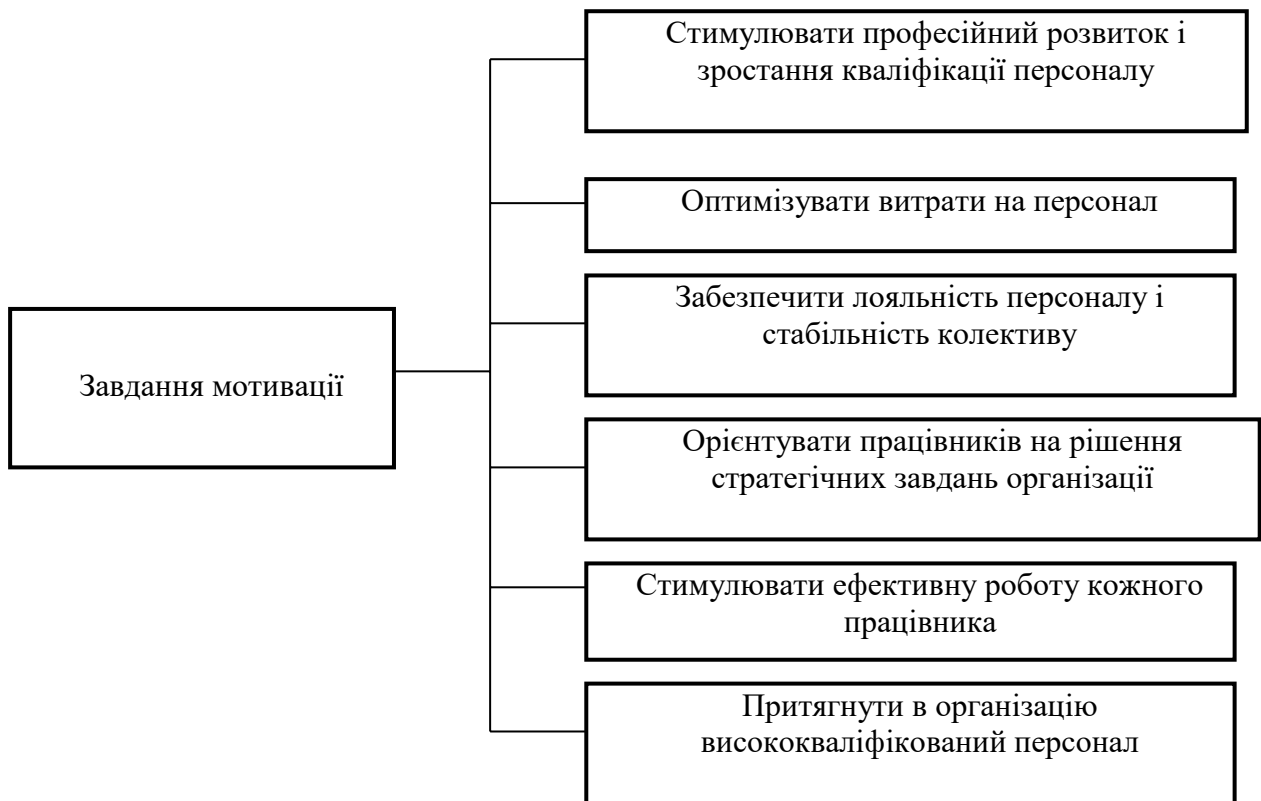 Стимулювати професійний розвиток і
зростання кваліфікації персоналу
Оптимізувати витрати на персонал
Забезпечити лояльність персоналу і
стабільність колективу
Завдання мотивації
Орієнтувати працівників на рішення
стратегічних завдань організації
Стимулювати ефективну роботу кожного
працівника
Притягнути в організацію
висококваліфікований персонал